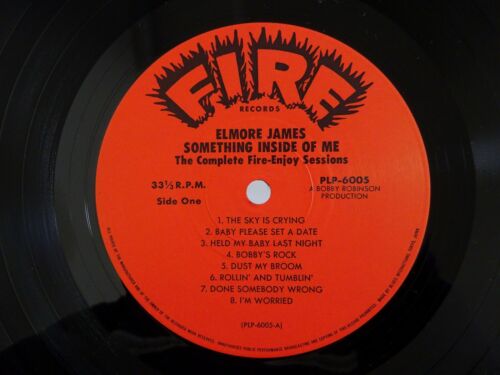 FIRE
RECORDS
ELMORE JAMES
SOMETHING INSIDE OF ME
The Complete Fire-Enjoy Sessions
33⅓ R.P.M.
Side One
PLP-6005
A BOBBY ROBINSON
PRODUCTION
1. THE SKY IS CRYING
2. BABY PLEASE SET A DATE
3. HELD MY BABY LAST NIGHT
4. BOBBY'S ROCK
5. DUST MY BROOM
6. ROLLIN' AND TUMBLIN'
7. DONE SOMEBODY WRONG
8. I'M WORRIED
(PLP-6005-A)